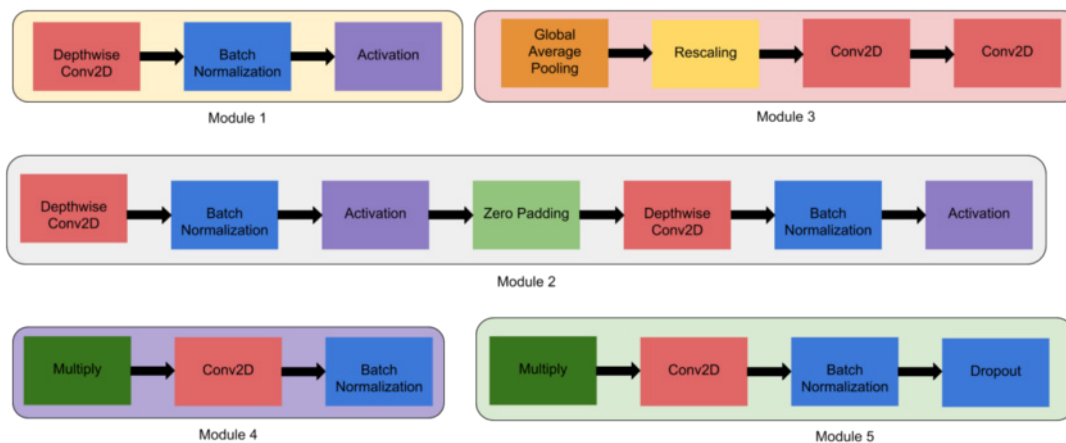 Depthwise
Conv2D
Batch
Normalization
Activation
Module 1
Global
Average
Pooling
Rescaling
Conv2D
Conv2D
Module 3
Depthwise
Conv2D
Batch
Normalization
Activation
Zero Padding
Depthwise
Conv2D
Batch
Normalization
Activation
Module 2
Multiply
Conv2D
Batch
Normalization
Module 4
Multiply
Conv2D
Batch
Normalization
Dropout
Module 5